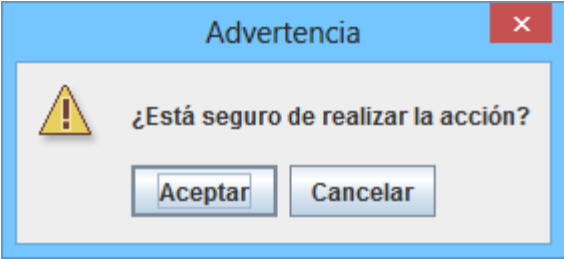 Advertencia
¿Está seguro de realizar la acción?
Aceptar Cancelar